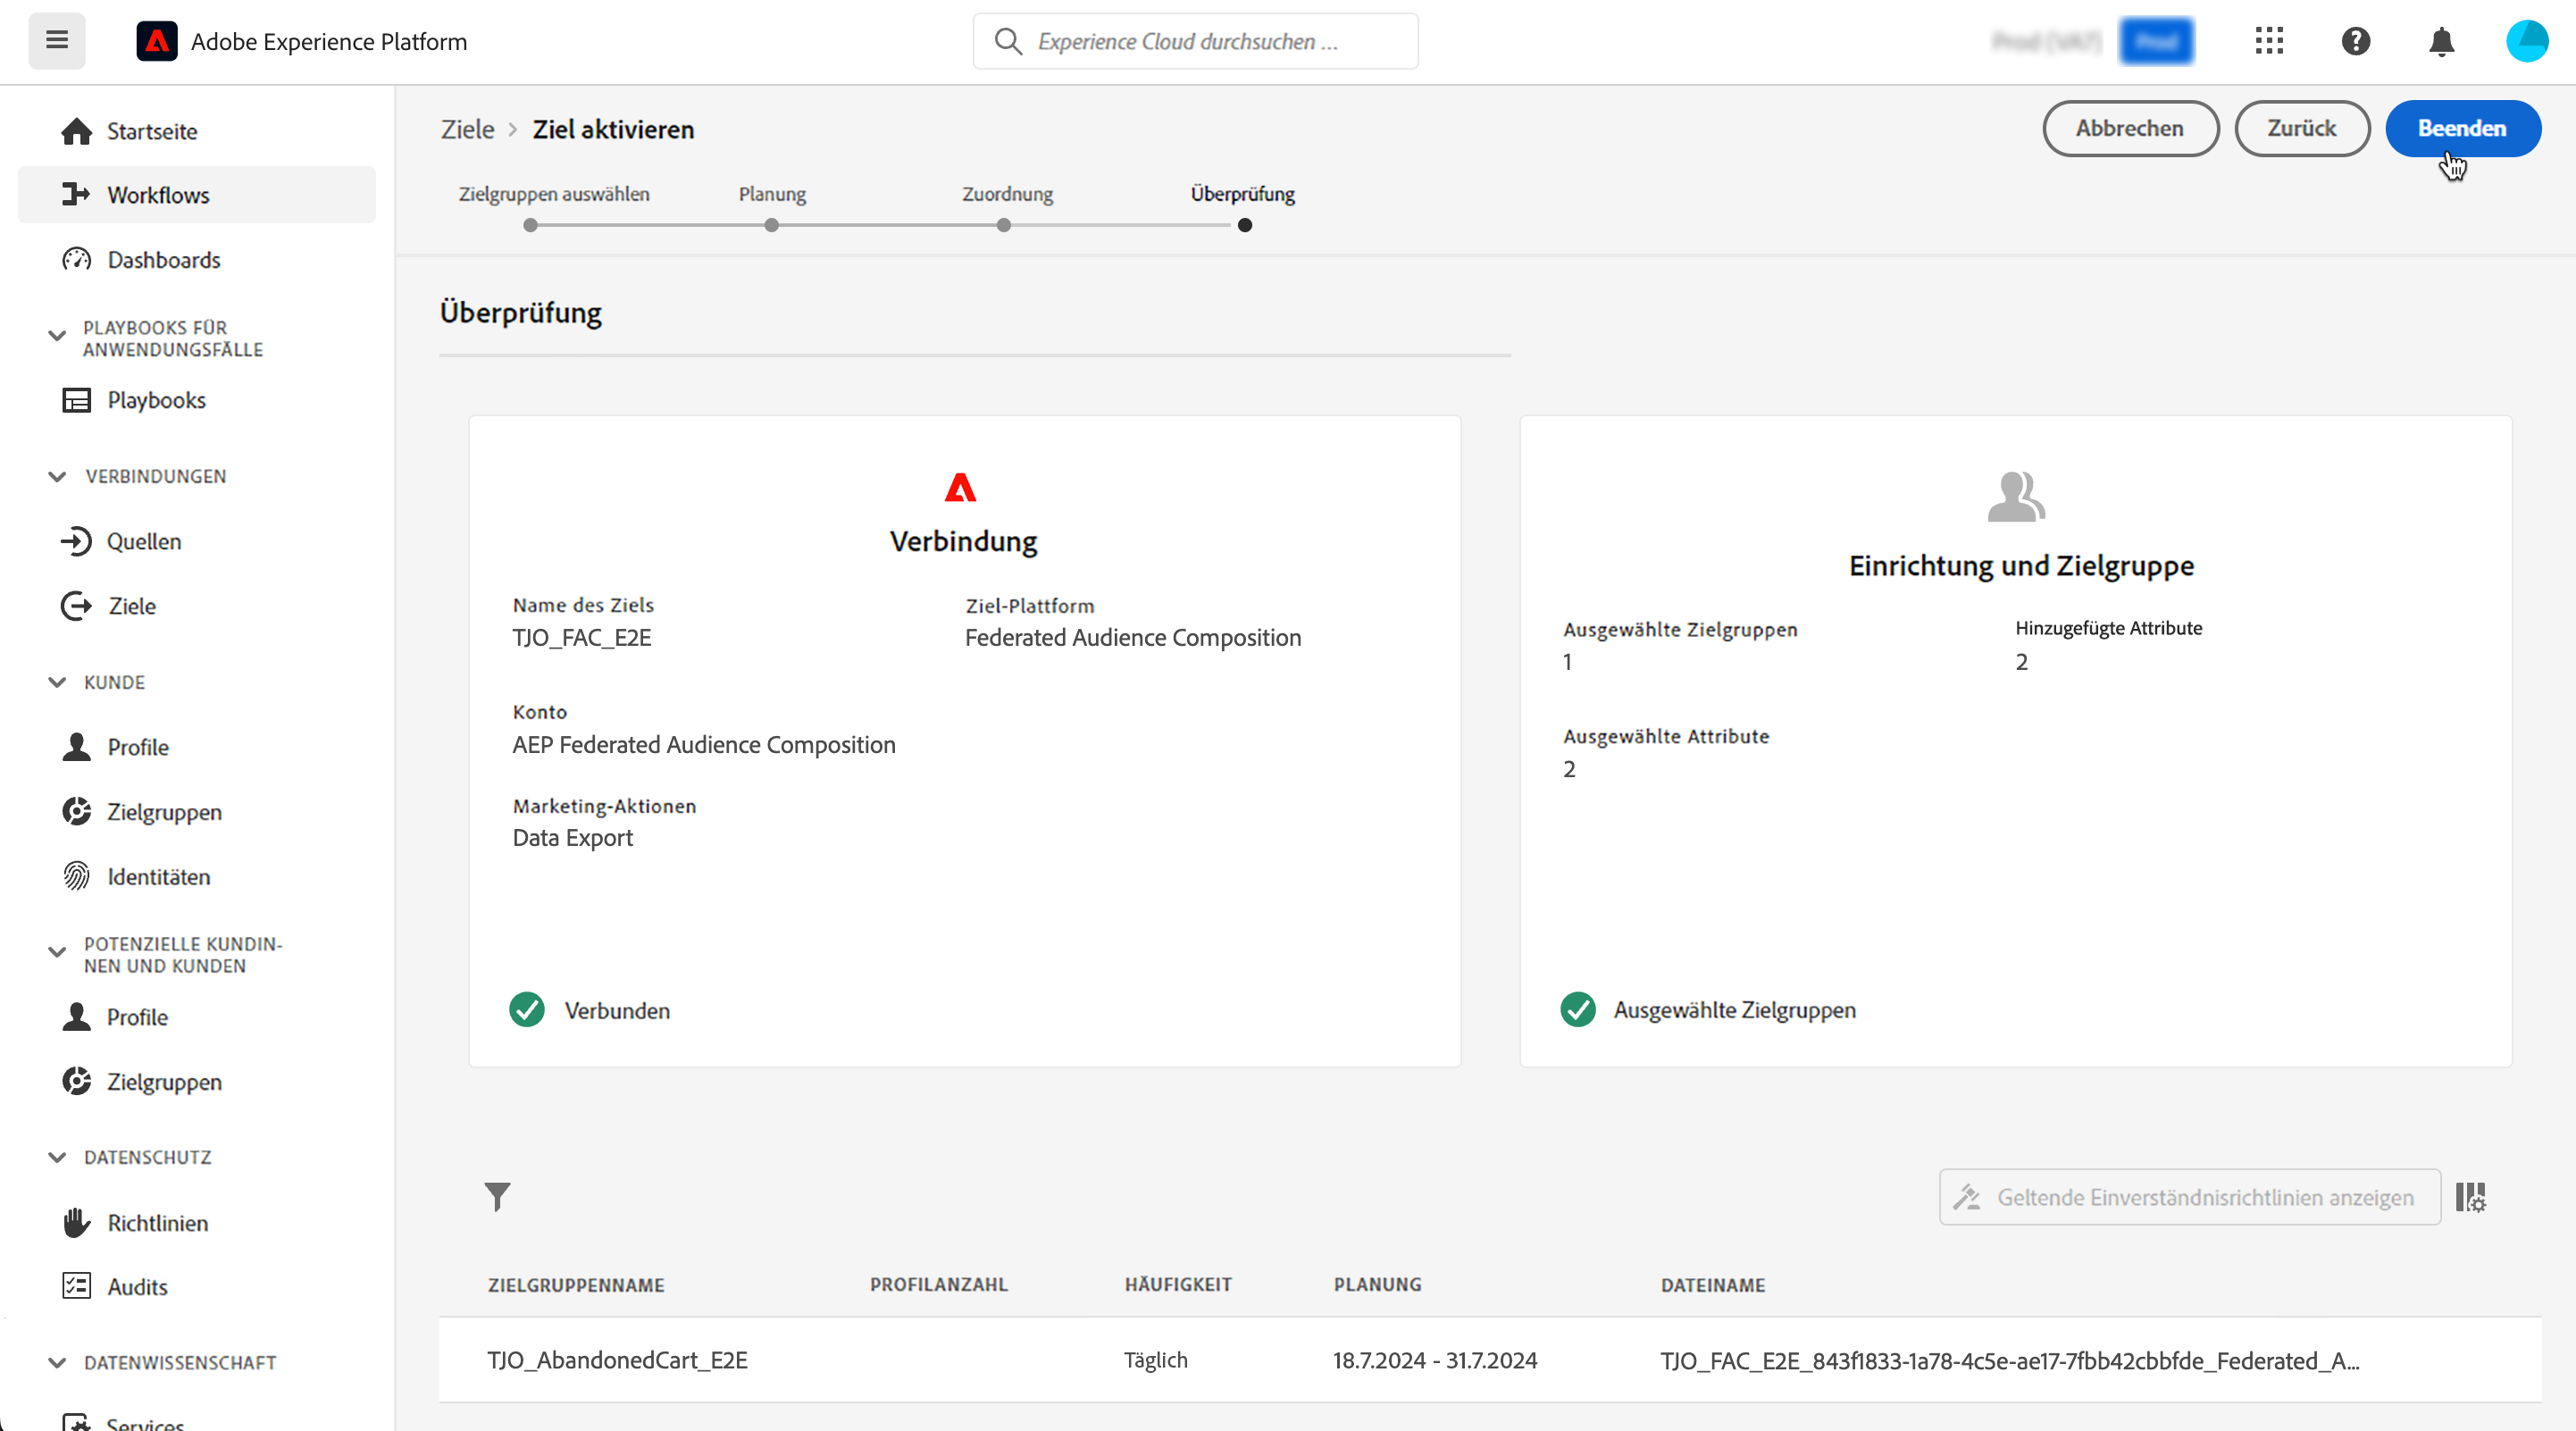 Adobe Experience Platform
Experience Cloud durchsuchen ...
Startseite
Workflows
Dashboards
PLAYBOOKS FÜR
ANWENDUNGSFÄLLE
Playbooks
VERBINDUNGEN
Quellen
Ziele
KUNDE
Profile
Zielgruppen
Identitäten
POTENZIELLE KUNDIN-
NEN UND KUNDEN
Profile
Zielgruppen
DATENSCHUTZ
Richtlinien
Audits
DATENWISSENSCHAFT
Services
Ziele > Ziel aktivieren
Abbrechen
Zurück
Beenden
Zielgruppen auswählen
Planung
Zuordnung
Überprüfung
Überprüfung
Verbindung
Name des Ziels
TJO_FAC_E2E
Ziel-Plattform
Federated Audience Composition
Konto
AEP Federated Audience Composition
Marketing-Aktionen
Data Export
Verbunden
Einrichtung und Zielgruppe
Ausgewählte Zielgruppen
1
Hinzugefügte Attribute
2
Ausgewählte Attribute
2
Ausgewählte Zielgruppen
Geltende Einverständnisrichtlinien anzeigen
ZIELGRUPPENNAME PROFILANZAHL HÄUFIGKEIT PLANUNG DATEINAME
TJO_AbandonedCart_E2E Täglich 18.7.2024 - 31.7.2024 TJO_FAC_E2E_843f1833-1a78-4c5e-ae17-7fbb42cbbfde_Federated_A...